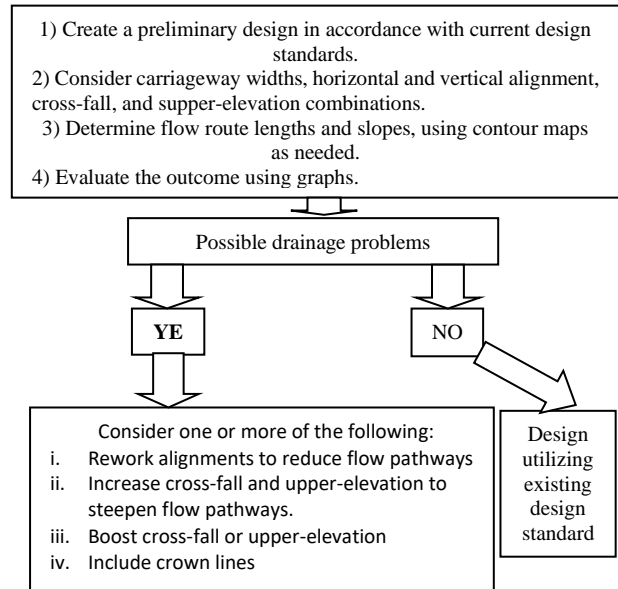 1) Create a preliminary design in accordance with current design
standards.
2) Consider carriageway widths, horizontal and vertical alignment,
cross-fall, and supper-elevation combinations.
3) Determine flow route lengths and slopes, using contour maps
as needed.
4) Evaluate the outcome using graphs.
Possible drainage problems
YE
NO
Consider one or more of the following:
i. Rework alignments to reduce flow pathways
ii. Increase cross-fall and upper-elevation to
steepen flow pathways.
iii. Boost cross-fall or upper-elevation
iv. Include crown lines
Design
utilizing
existing
design
standard